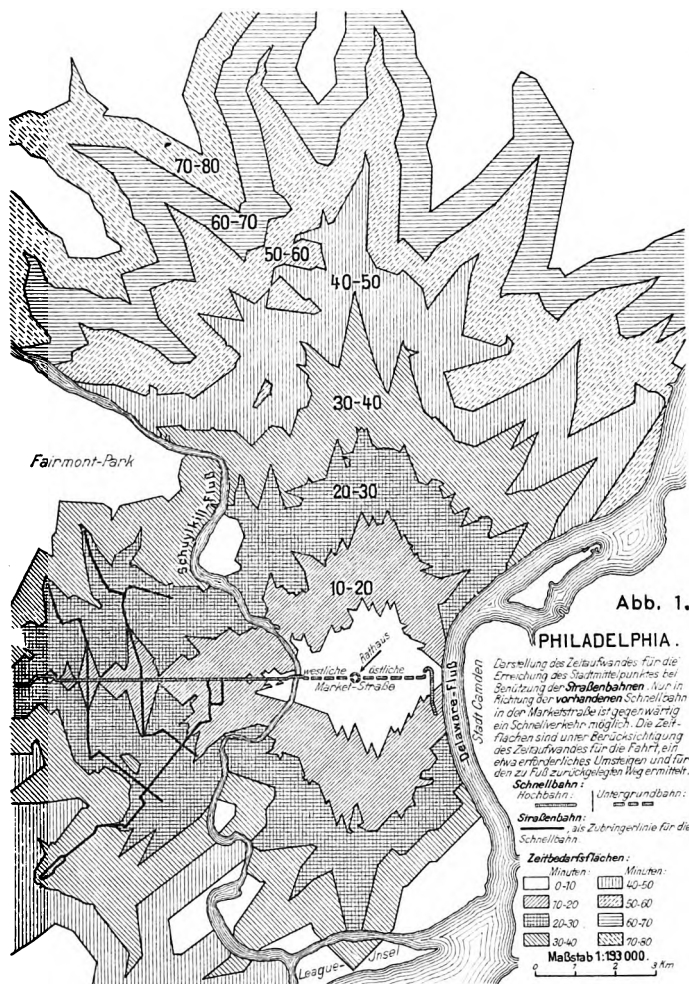 70-80
60-70
50-60
40-50
30-40
Fairmont-Park
Schuylkill-Fluß
20-30
10-20
Rathaus
westliche östliche
Market-Straße
Delaware-Fluß
Stadt Camden
League-Insel
Abb. 1.
PHILADELPHIA.
Darstellung des Zeitaufwandes für die
Erreichung des Stadtmittelpunktes bei
Benützung der Straßenbahnen. Nur in
Richtung der vorhandenen Schnellbahn
in der Marketstraße ist gegenwärtig
ein Schnellverkehr möglich. Die Zeit-
flächen sind unter Berücksichtigung
des Zeitaufwandes für die Fahrt, ein
etwa erforderliches Umsteigen und für
den zu Fuß zurückgelegten Weg ermittelt.
Schnellbahn:
Hochbahn: Untergrundbahn:
Straßenbahn:
, als Zubringerlinie für die
Schnellbahn.
Zeitbedarfsflächen:
Minuten: Minuten:
0-10 40-50
10-20 50-60
20-30 60-70
30-40 70-80
Maßstab 1:193 000.
0 1 2 3 Km